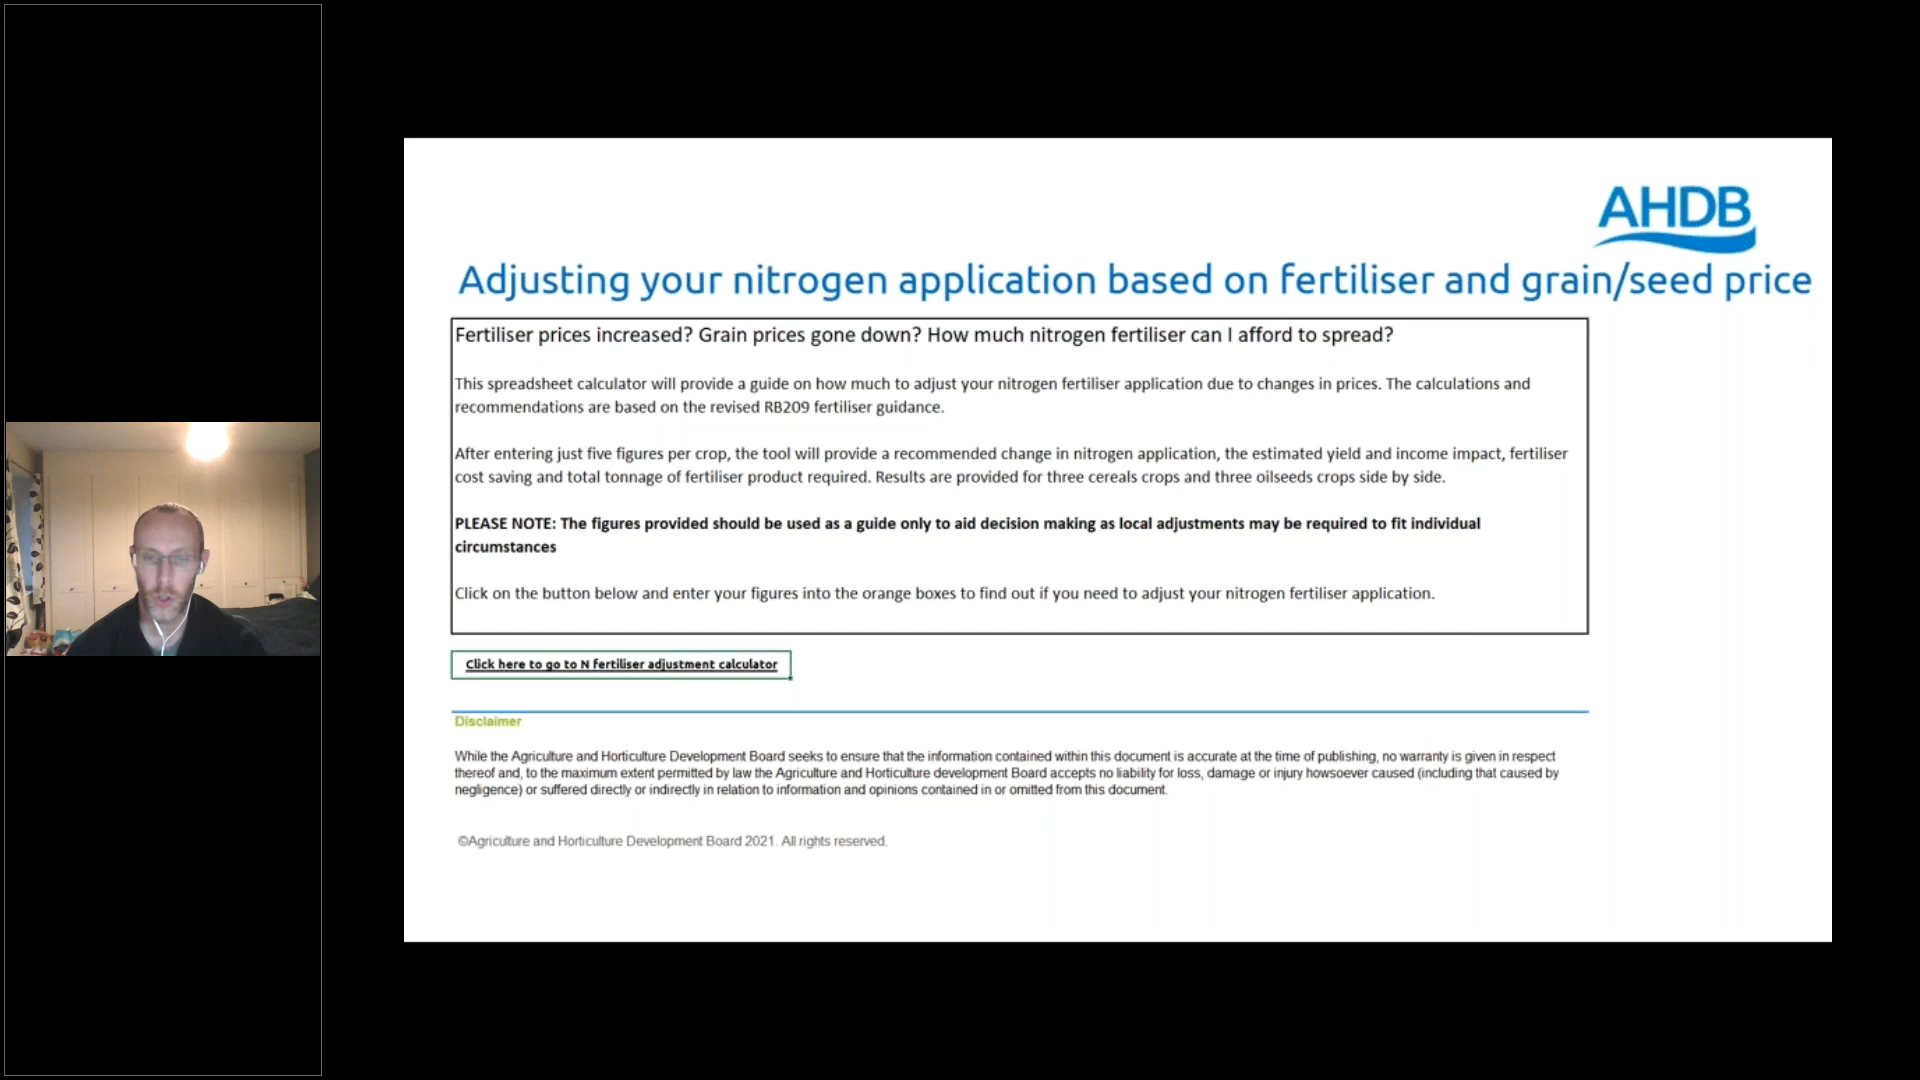 AHDB
Adjusting your nitrogen application based on fertiliser and grain/seed price
Fertiliser prices increased? Grain prices gone down? How much nitrogen fertiliser can I afford to spread?
This spreadsheet calculator will provide a guide on how much to adjust your nitrogen fertiliser application due to changes in prices. The calculations and
recommendations are based on the revised RB209 fertiliser guidance.
After entering just five figures per crop, the tool will provide a recommended change in nitrogen application, the estimated yield and income impact, fertiliser
cost saving and total tonnage of fertiliser product required. Results are provided for three cereals crops and three oilseeds crops side by side.
PLEASE NOTE: The figures provided should be used as a guide only to aid decision making as local adjustments may be required to fit individual
circumstances
Click on the button below and enter your figures into the orange boxes to find out if you need to adjust your nitrogen fertiliser application.
Click here to go to N fertiliser adjustment calculator
Disclaimer
While the Agriculture and Horticulture Development Board seeks to ensure that the information contained within this document is accurate at the time of publishing, no warranty is given in respect
thereof and, to the maximum extent permitted by law the Agriculture and Horticulture development Board accepts no liability for loss, damage or injury howsoever caused (including that caused by
negligence) or suffered directly or indirectly in relation to information and opinions contained in or omitted from this document.
©Agriculture and Horticulture Development Board 2021. All rights reserved.